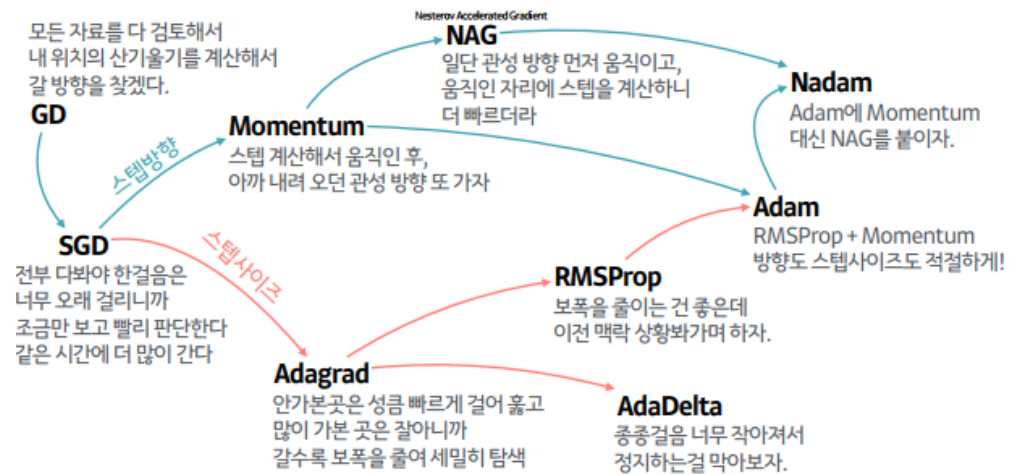 모든 자료를 다 검토해서
내 위치의 산기울기를 계산해서
갈 방향을 찾겠다.
GD
스텝방향
Nesterov Accelerated Gradient
NAG
일단 관성 방향 먼저 움직이고,
움직인 자리에 스텝을 계산하니
더 빠르더라
Nadam
Adam에 Momentum
대신 NAG를 붙이자.
Momentum
스텝 계산해서 움직인 후,
아까 내려 오던 관성 방향 또 가자
Adam
RMSProp + Momentum
방향도 스텝사이즈도 적절하게!
SGD
전부 다봐야 한걸음은
너무 오래 걸리니까
조금만 보고 빨리 판단한다
같은 시간에 더 많이 간다
스텝사이즈
RMSProp
보폭을 줄이는 건 좋은데
이전 맥락 상황봐가며 하자.
Adagrad
안가본곳은 성큼 빠르게 걸어 훓고
많이 가본 곳은 잘아니까
갈수록 보폭을 줄여 세밀히 탐색
AdaDelta
종종걸음 너무 작아져서
정지하는걸 막아보자.